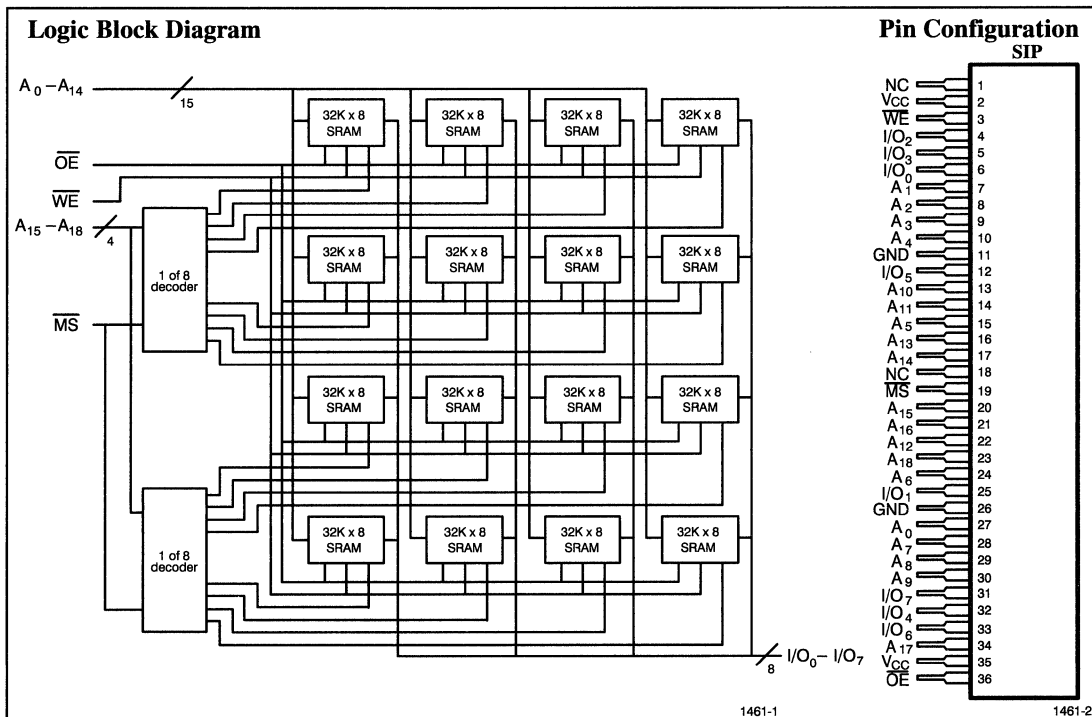 Logic Block Diagram
A0–A14
15
OE
WE
A15–A18
4
MS
1 of 8
decoder
1 of 8
decoder
32K x 8
SRAM
32K x 8
SRAM
32K x 8
SRAM
32K x 8
SRAM
32K x 8
SRAM
32K x 8
SRAM
32K x 8
SRAM
32K x 8
SRAM
32K x 8
SRAM
32K x 8
SRAM
32K x 8
SRAM
32K x 8
SRAM
32K x 8
SRAM
32K x 8
SRAM
32K x 8
SRAM
32K x 8
SRAM
8
I/O0–I/O7
1461-1
Pin Configuration
SIP
NC 1
VCC 2
WE 3
I/O2 4
I/O3 5
I/O0 6
A1 7
A2 8
A3 9
A4 10
GND 11
I/O5 12
A10 13
A11 14
A5 15
A13 16
A14 17
NC 18
MS 19
A15 20
A16 21
A12 22
A18 23
A6 24
I/O1 25
GND 26
A0 27
A7 28
A8 29
A9 30
I/O7 31
I/O4 32
I/O6 33
A17 34
VCC 35
OE 36
1461-2